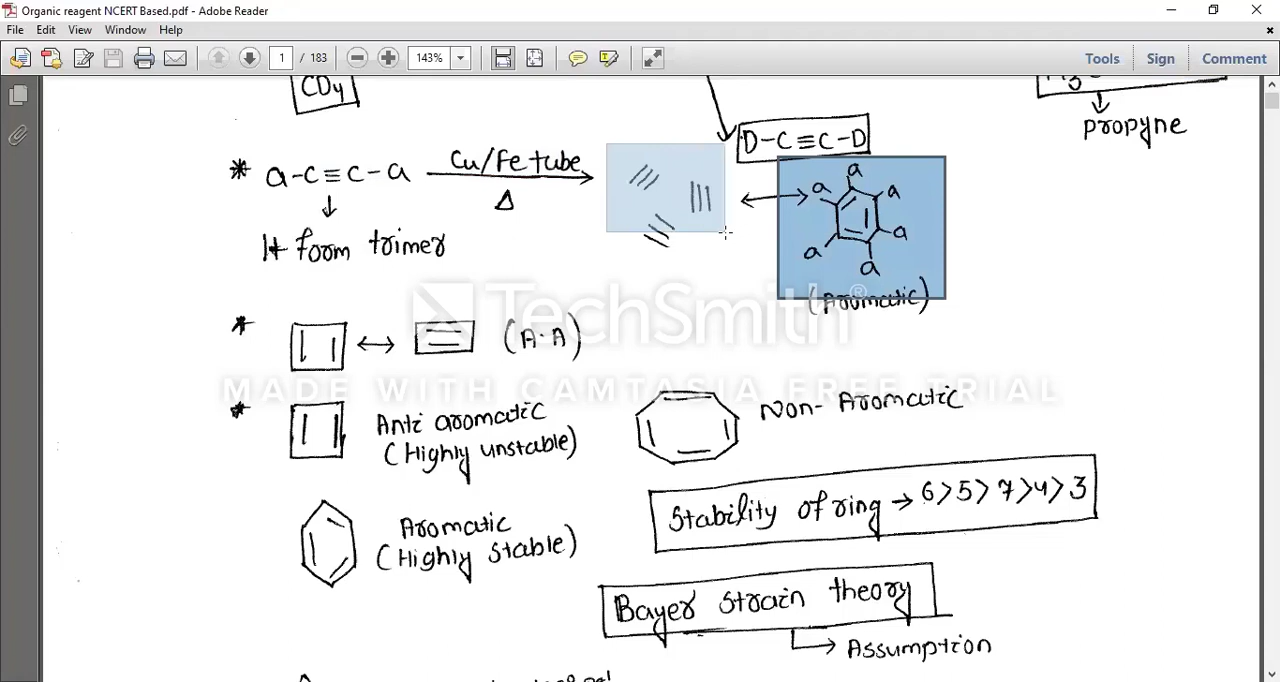 Organic reagent NCERT Based.pdf - Adobe Reader
File Edit View Window Help
1 / 183 143% Tools Sign Comment
CD4
propyne
D-C≡C-D
* a-C≡C-a Cu/Fe tube
Δ
a a a a a a
It form trimer
(Aromatic)
TechSmith®
MADE WITH CAMTASIA FREE TRIAL
* ↔ (A·A)
* Anti aromatic
(Highly unstable)
Non-Aromatic
Stability of ring → 6>5>7>4>3
Aromatic
(Highly stable)
Bayer strain theory
Assumption